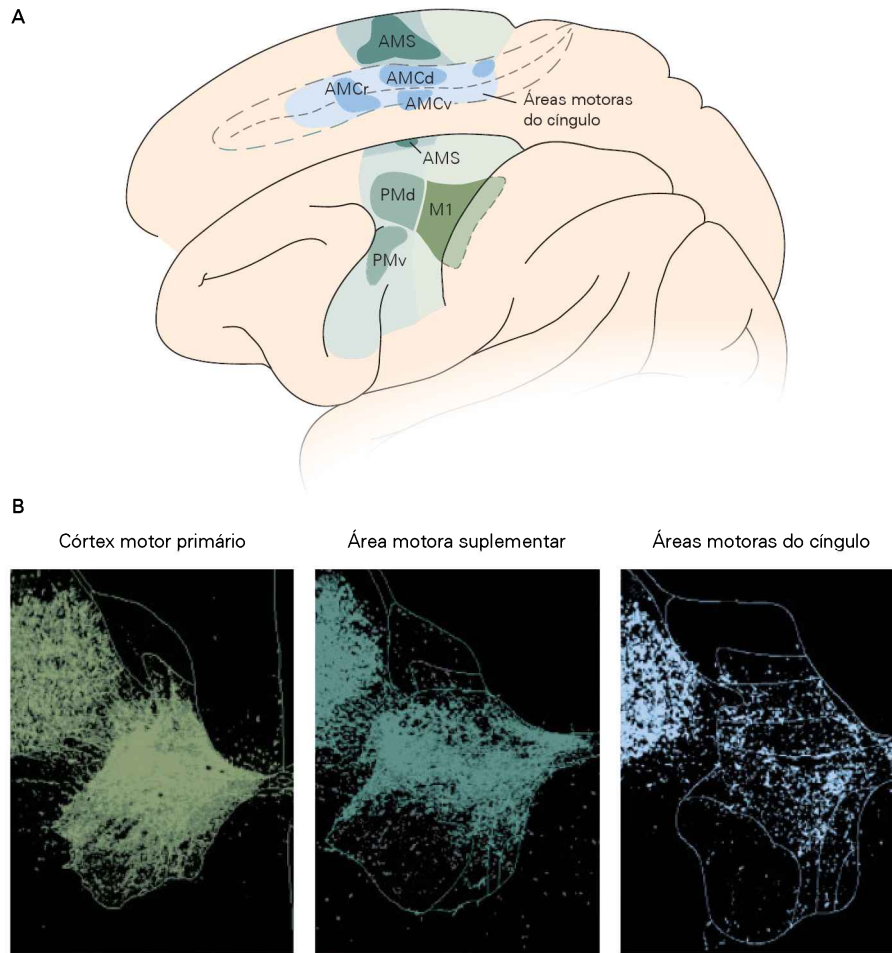 A
AMS
AMCr
AMCd
AMCv
Áreas motoras
do cíngulo
AMS
PMd
M1
PMv
B
Córtex motor primário
Área motora suplementar
Áreas motoras do cíngulo